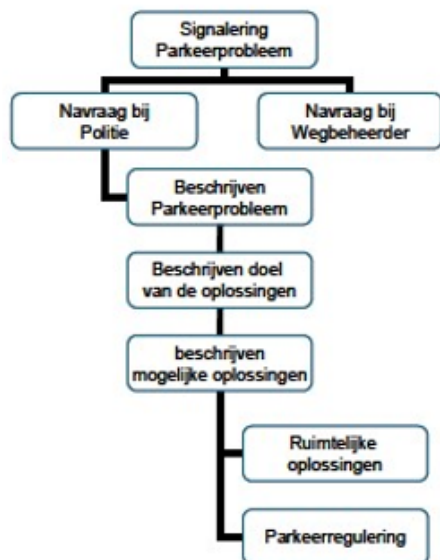 Signalering
Parkeerprobleem
Navraag bij
Politie
Navraag bij
Wegbeheerder
Beschrijven
Parkeerprobleem
Beschrijven doel
van de oplossingen
beschrijven
mogelijke oplossingen
Ruimtelijke
oplossingen
Parkeerregulering